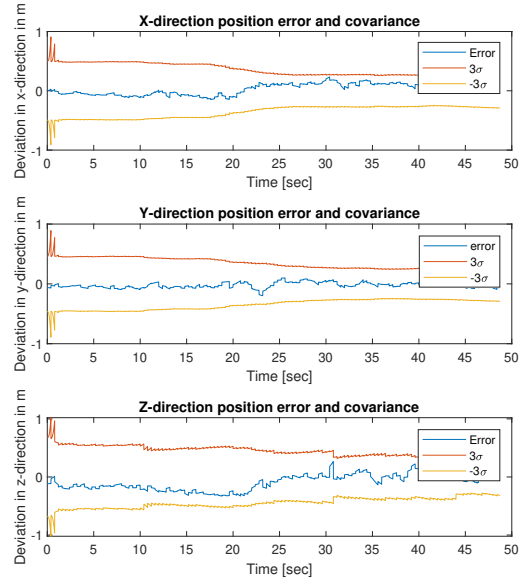 X-direction position error and covariance
Deviation in x-direction in m
1
0
-1
Error
3σ
-3σ
0 5 10 15 20 25 30 35 40 45 50
Time [sec]
Y-direction position error and covariance
Deviation in y-direction in m
1
0
-1
error
3σ
-3σ
0 5 10 15 20 25 30 35 40 45 50
Time [sec]
Z-direction position error and covariance
Deviation in z-direction in m
1
0
-1
Error
3σ
-3σ
0 5 10 15 20 25 30 35 40 45 50
Time [sec]